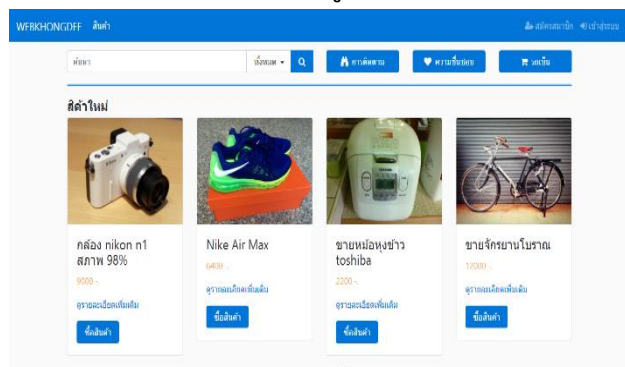 WEBKHONGDEE สินค้า สมัครสมาชิก เข้าสู่ระบบ
ค้นหา ทั้งหมด การติดตาม ความชื่นชอบ รถเข็น
สิค้าใหม่
กล้อง nikon n1
สภาพ 98%
9000 -.
ดูรายละเอียดเพิ่มเติม
ซื้อสินค้า
Nike Air Max
6400 -.
ดูรายละเอียดเพิ่มเติม
ซื้อสินค้า
ขายหม้อหุงข้าว
toshiba
2200 -.
ดูรายละเอียดเพิ่มเติม
ซื้อสินค้า
ขายจักรยานโบราณ
12000 -.
ดูรายละเอียดเพิ่มเติม
ซื้อสินค้า